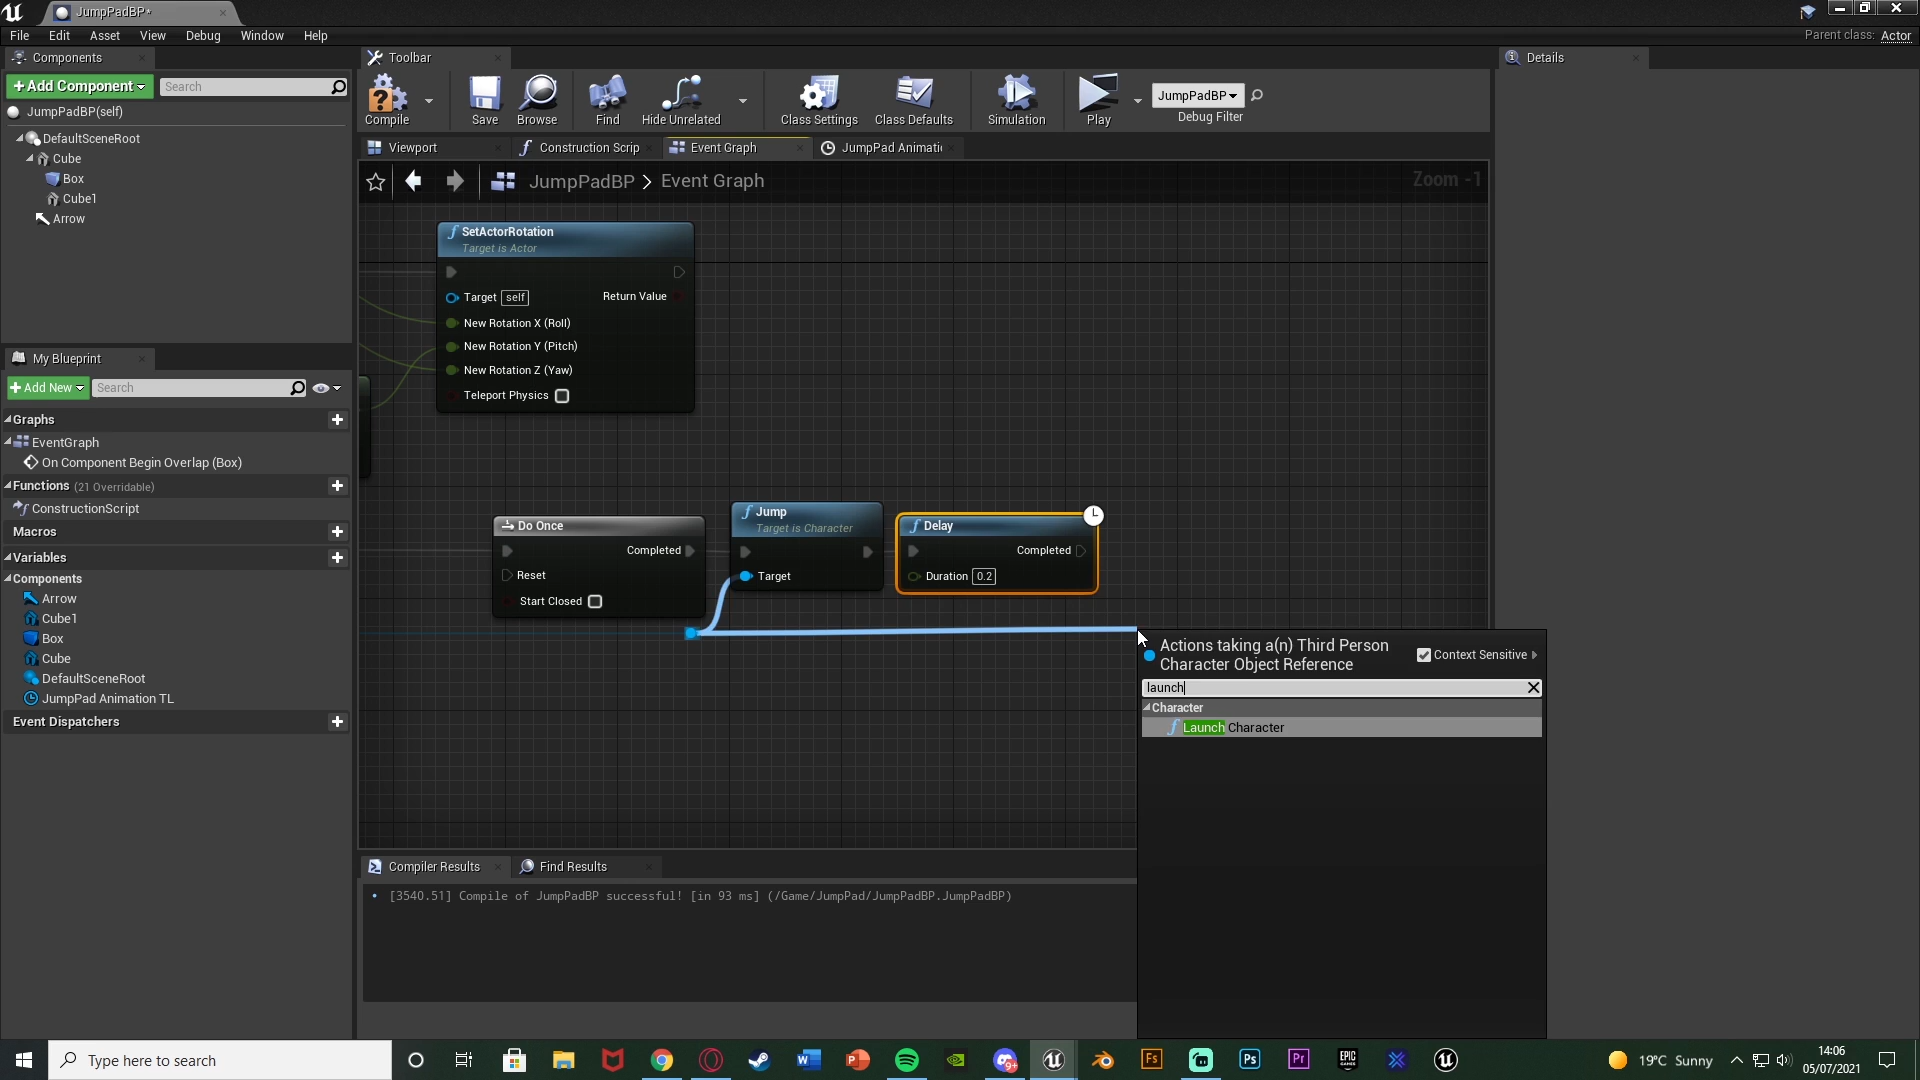 JumpPadBP*
File Edit Asset View Debug Window Help
Parent class: Actor
Components
+ Add Component
Search
JumpPadBP(self)
DefaultSceneRoot
Cube
Box
Cube1
Arrow
My Blueprint
+ Add New
Search
Graphs
EventGraph
On Component Begin Overlap (Box)
Functions (21 Overridable)
ConstructionScript
Macros
Variables
Components
Arrow
Cube1
Box
Cube
DefaultSceneRoot
JumpPad Animation TL
Event Dispatchers
Toolbar
Compile
Save
Browse
Find
Hide Unrelated
Class Settings
Class Defaults
Simulation
Play
JumpPadBP
Debug Filter
Viewport
Construction Scrip
Event Graph
JumpPad Animati
JumpPadBP > Event Graph
Zoom -1
SetActorRotation
Target is Actor
Target self
Return Value
New Rotation X (Roll)
New Rotation Y (Pitch)
New Rotation Z (Yaw)
Teleport Physics
Do Once
Completed
Reset
Start Closed
Jump
Target is Character
Target
Delay
Completed
Duration 0.2
Actions taking a(n) Third Person
Character Object Reference
Context Sensitive
launch
Character
Launch Character
Compiler Results
Find Results
[3540.51] Compile of JumpPadBP successful! [in 93 ms] (/Game/JumpPad/JumpPadBP.JumpPadBP)
Details
Type here to search
W
P
9+
Fs
Ps
Pr
EPIC
GAMES
19°C Sunny
14:06
05/07/2021